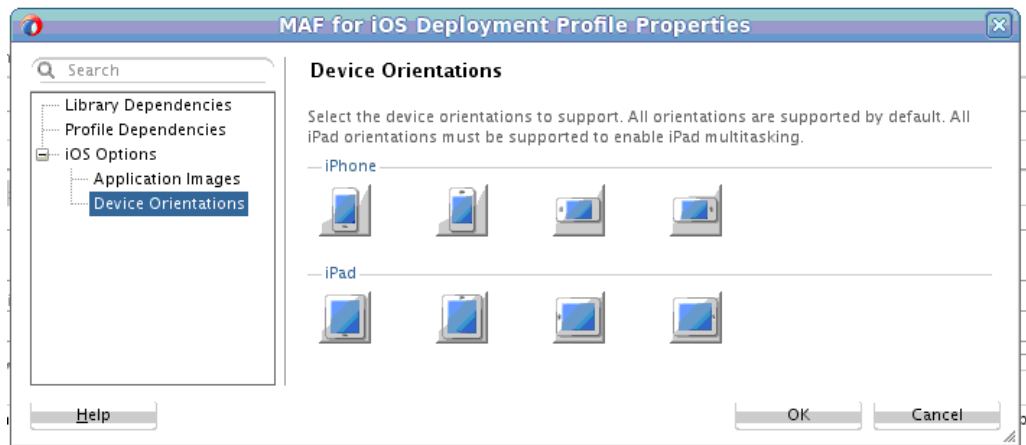 MAF for iOS Deployment Profile Properties
Search
Library Dependencies
Profile Dependencies
iOS Options
Application Images
Device Orientations
Device Orientations
Select the device orientations to support. All orientations are supported by default. All
iPad orientations must be supported to enable iPad multitasking.
iPhone
iPad
Help
OK
Cancel